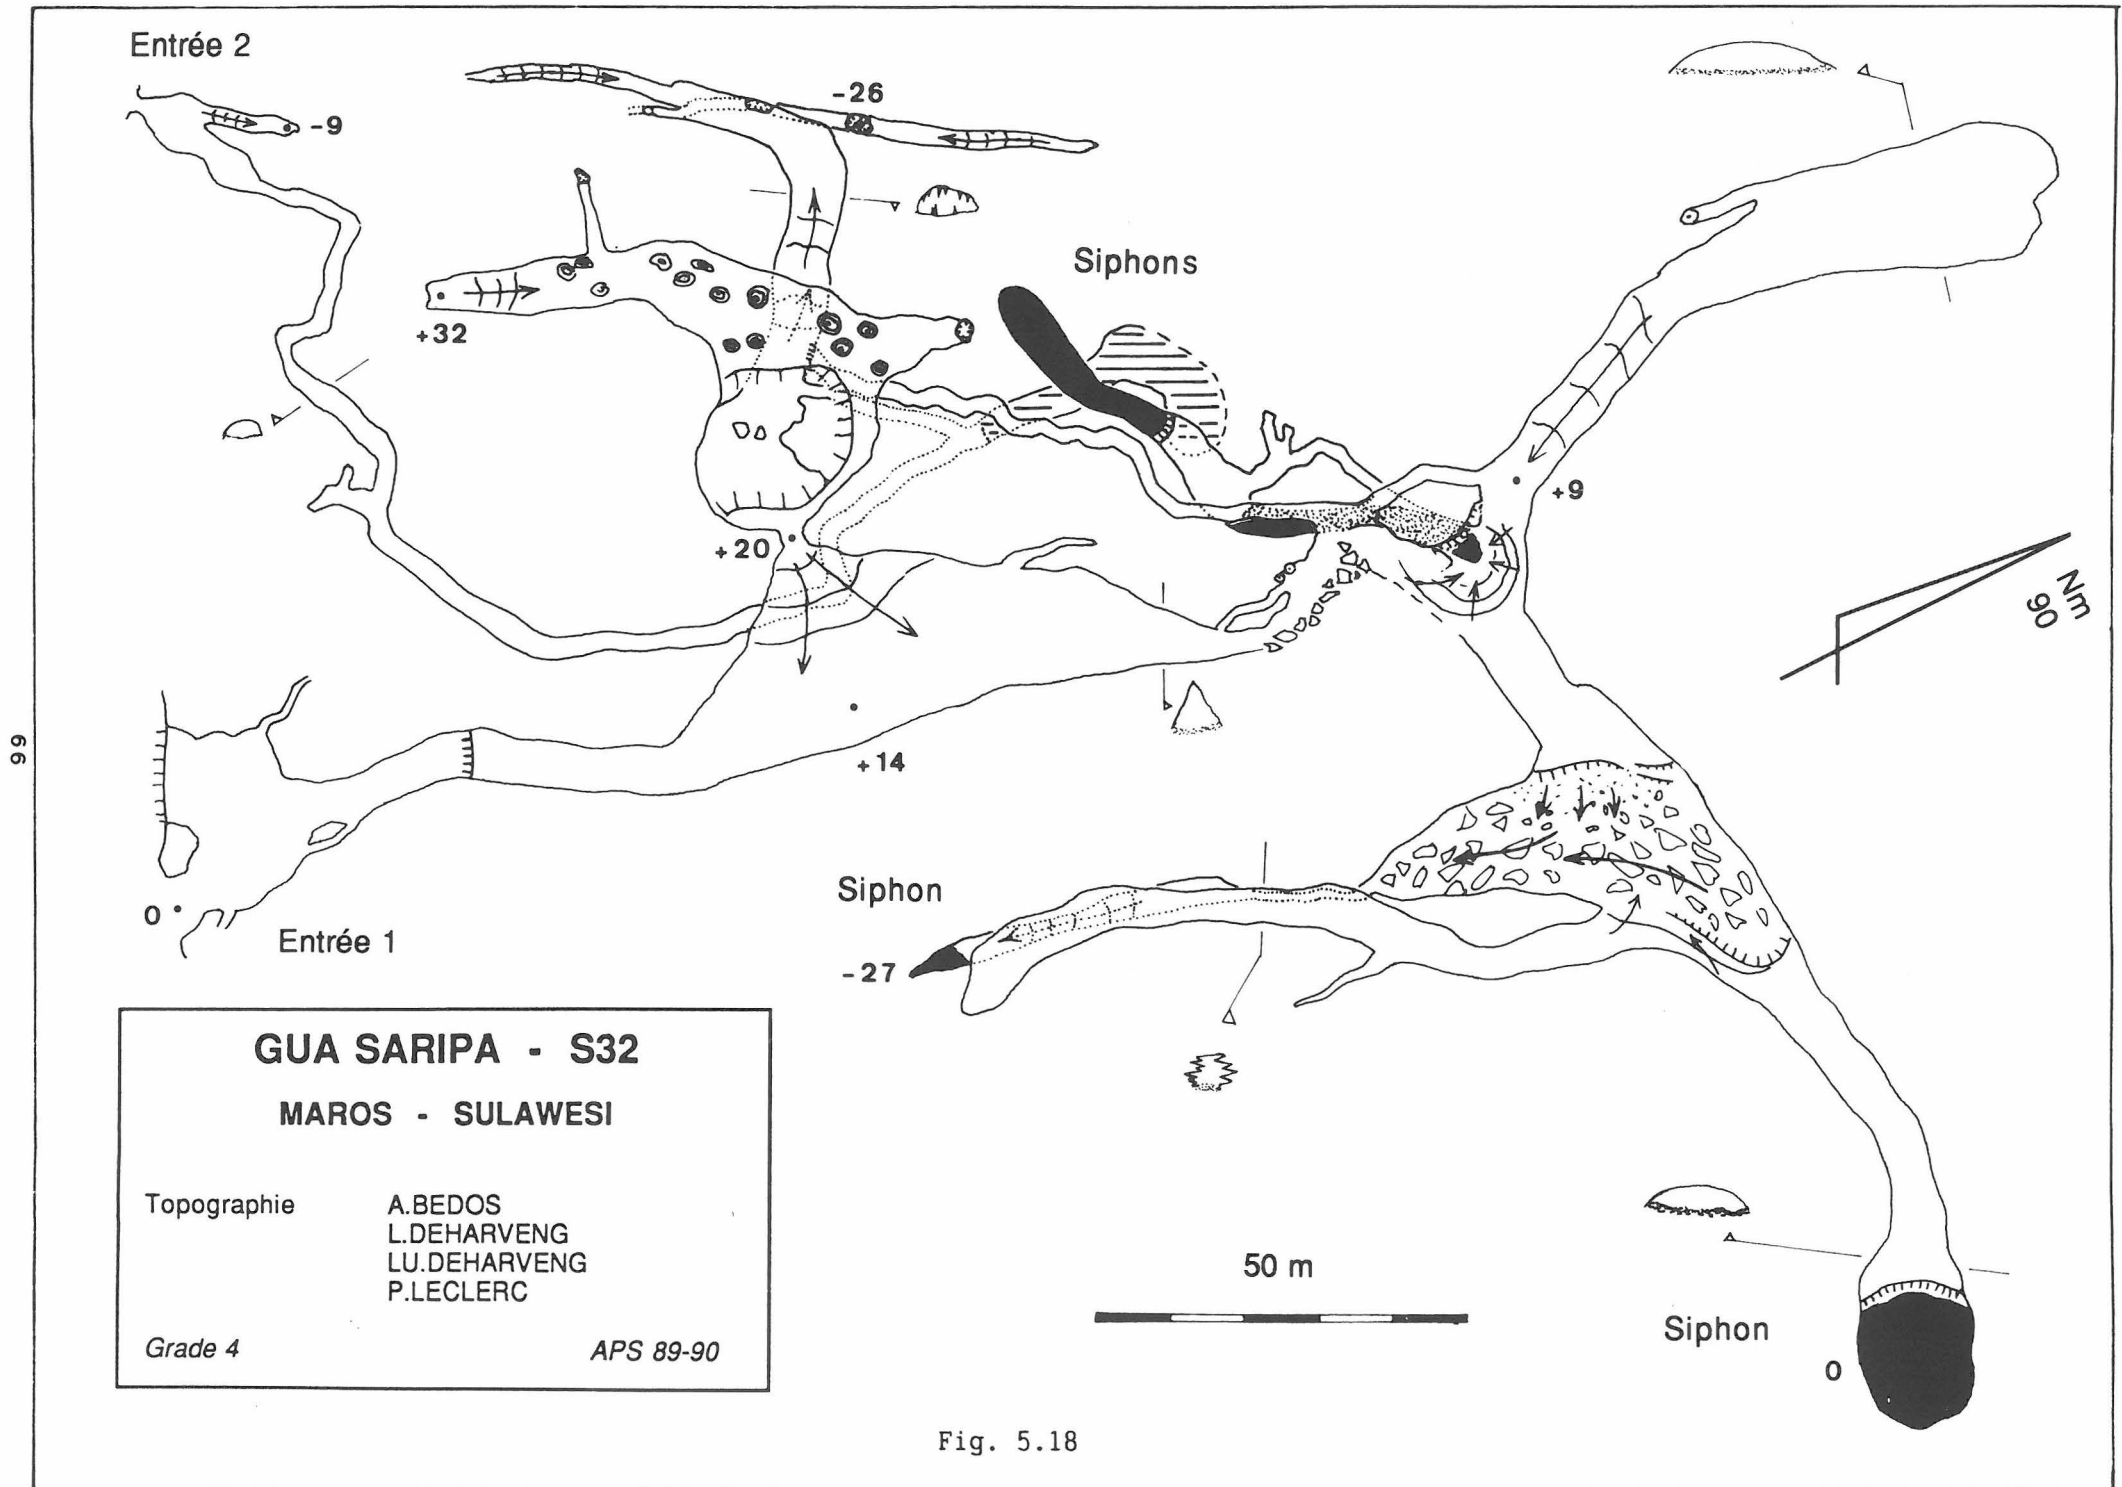 Entrée 2
-26
-9
Siphons
+32
+9
+20
Nm
90
+14
99
Siphon
0
Entrée 1
-27
GUA SARIPA - S32
MAROS - SULAWESI
Topographie A.BEDOS
L.DEHARVENG
LU.DEHARVENG
P.LECLERC
Grade 4 APS 89-90
50 m
Siphon
0
Fig. 5.18